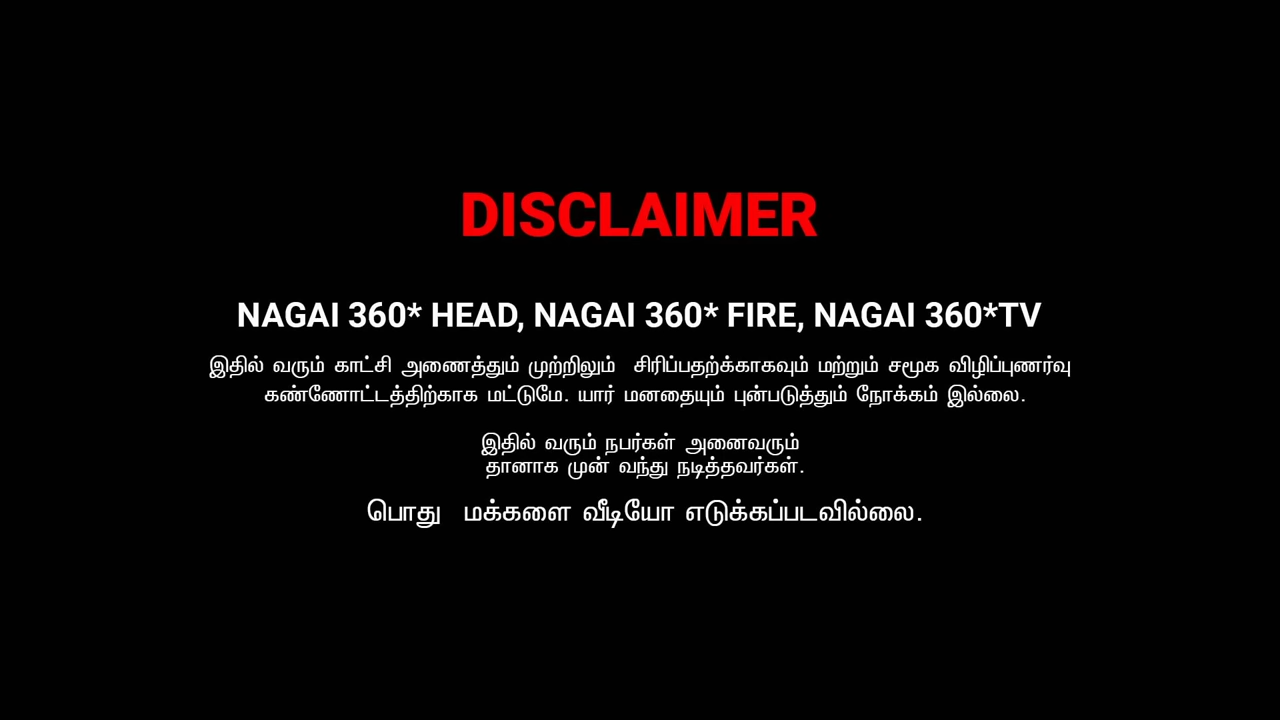 DISCLAIMER
NAGAI 360* HEAD, NAGAI 360* FIRE, NAGAI 360*TV
இதில் வரும் காட்சி அணைத்தும் முற்றிலும் சிரிப்பதற்க்காகவும் மற்றும் சமூக விழிப்புணர்வு
கண்ணோட்டத்திற்காக மட்டுமே. யார் மனதையும் புன்படுத்தும் நோக்கம் இல்லை.
இதில் வரும் நபர்கள் அனைவரும்
தானாக முன் வந்து நடித்தவர்கள்.
பொது மக்களை வீடியோ எடுக்கப்படவில்லை.